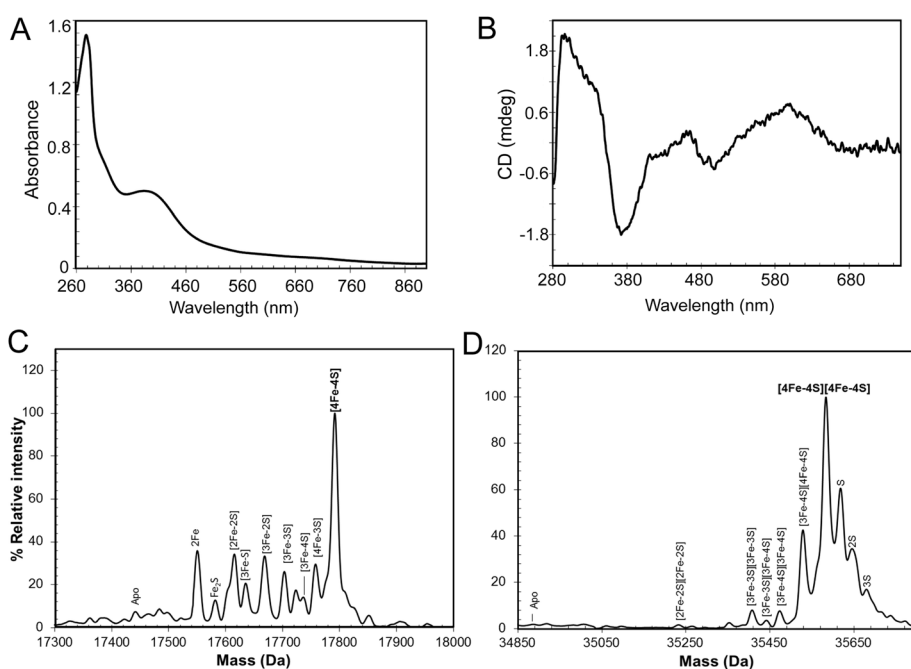 A
Absorbance
1.6
1.2
0.8
0.4
0
260 360 460 560 660 760 860
Wavelength (nm)
B
CD (mdeg)
1.8
0.6
-0.6
-1.8
280 380 480 580 680
Wavelength (nm)
C
% Relative intensity
120
100
80
60
40
20
0
Apo
2Fe
Fe2S
[2Fe-2S]
[3Fe-S]
[3Fe-2S]
[3Fe-3S]
[3Fe-4S]
[4Fe-3S]
[4Fe-4S]
17300 17400 17500 17600 17700 17800 17900 18000
Mass (Da)
D
120
100
80
60
40
20
0
Apo
[2Fe-2S][2Fe-2S]
[3Fe-3S][3Fe-3S]
[3Fe-3S][3Fe-4S]
[3Fe-4S][3Fe-4S]
[3Fe-4S][4Fe-4S]
[4Fe-4S][4Fe-4S]
S
2S
3S
34850 35050 35250 35450 35650
Mass (Da)